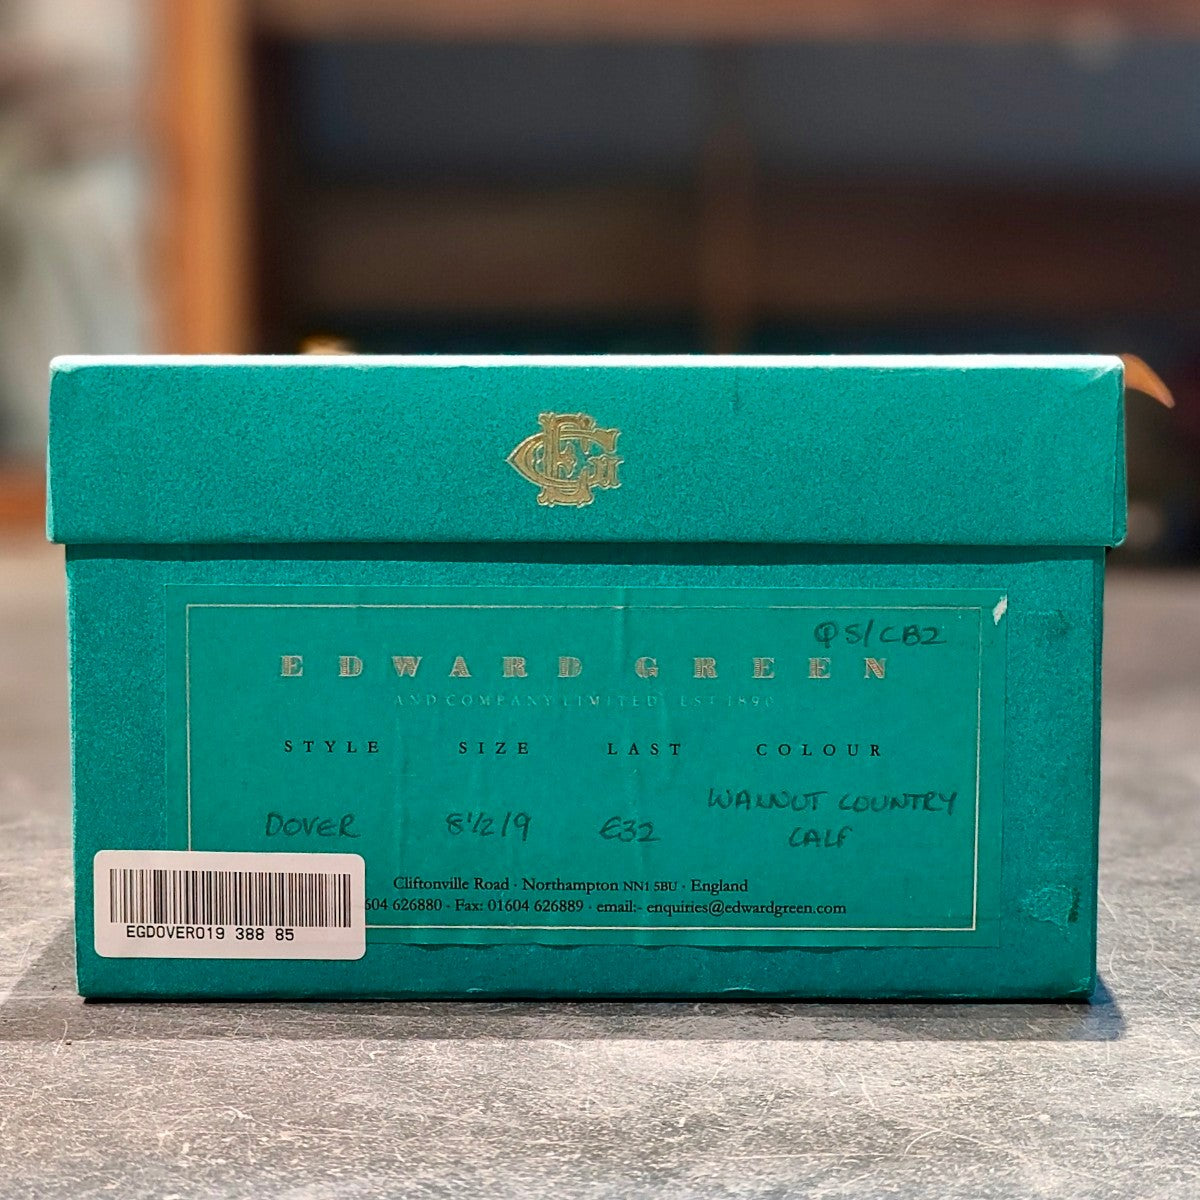 Φ8/CB2
EDWARD GREEN
AND COMPANY LIMITED EST 1890
STYLE SIZE LAST COLOUR
DOVER 8½/9 E32 WALNUT COUNTRY
CALF
Cliftonville Road · Northampton NN1 5BU · England
604 626880 · Fax: 01604 626889 · email:- enquiries@edwardgreen.com
EGDOVER019 388 85